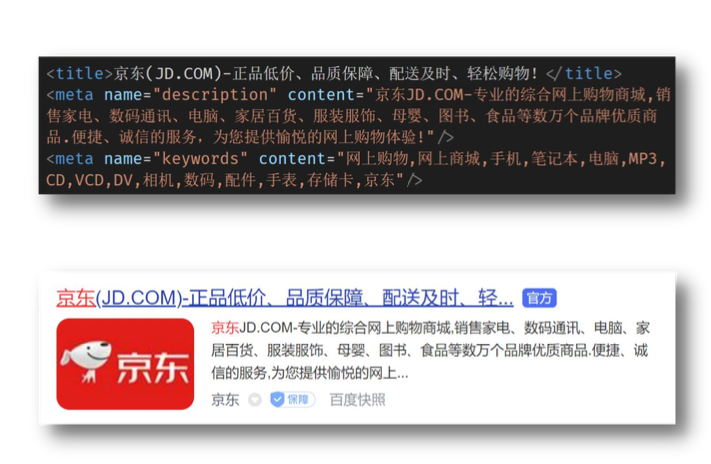 <title>京东(JD.COM)-正品低价、品质保障、配送及时、轻松购物!</title>
<meta name="description" content="京东JD.COM-专业的综合网上购物商城,销
售家电、数码通讯、电脑、家居百货、服装服饰、母婴、图书、食品等数万个品牌优质商
品.便捷、诚信的服务，为您提供愉悦的网上购物体验!"/>
<meta name="keywords" content="网上购物,网上商城,手机,笔记本,电脑,MP3,
CD,VCD,DV,相机,数码,配件,手表,存储卡,京东"/>
京东(JD.COM)-正品低价、品质保障、配送及时、轻... 官方
京东JD.COM-专业的综合网上购物商城,销售家电、数码通讯、电脑、家
居百货、服装服饰、母婴、图书、食品等数万个品牌优质商品.便捷、诚
信的服务,为您提供愉悦的网上...
京东
京东 保障 百度快照